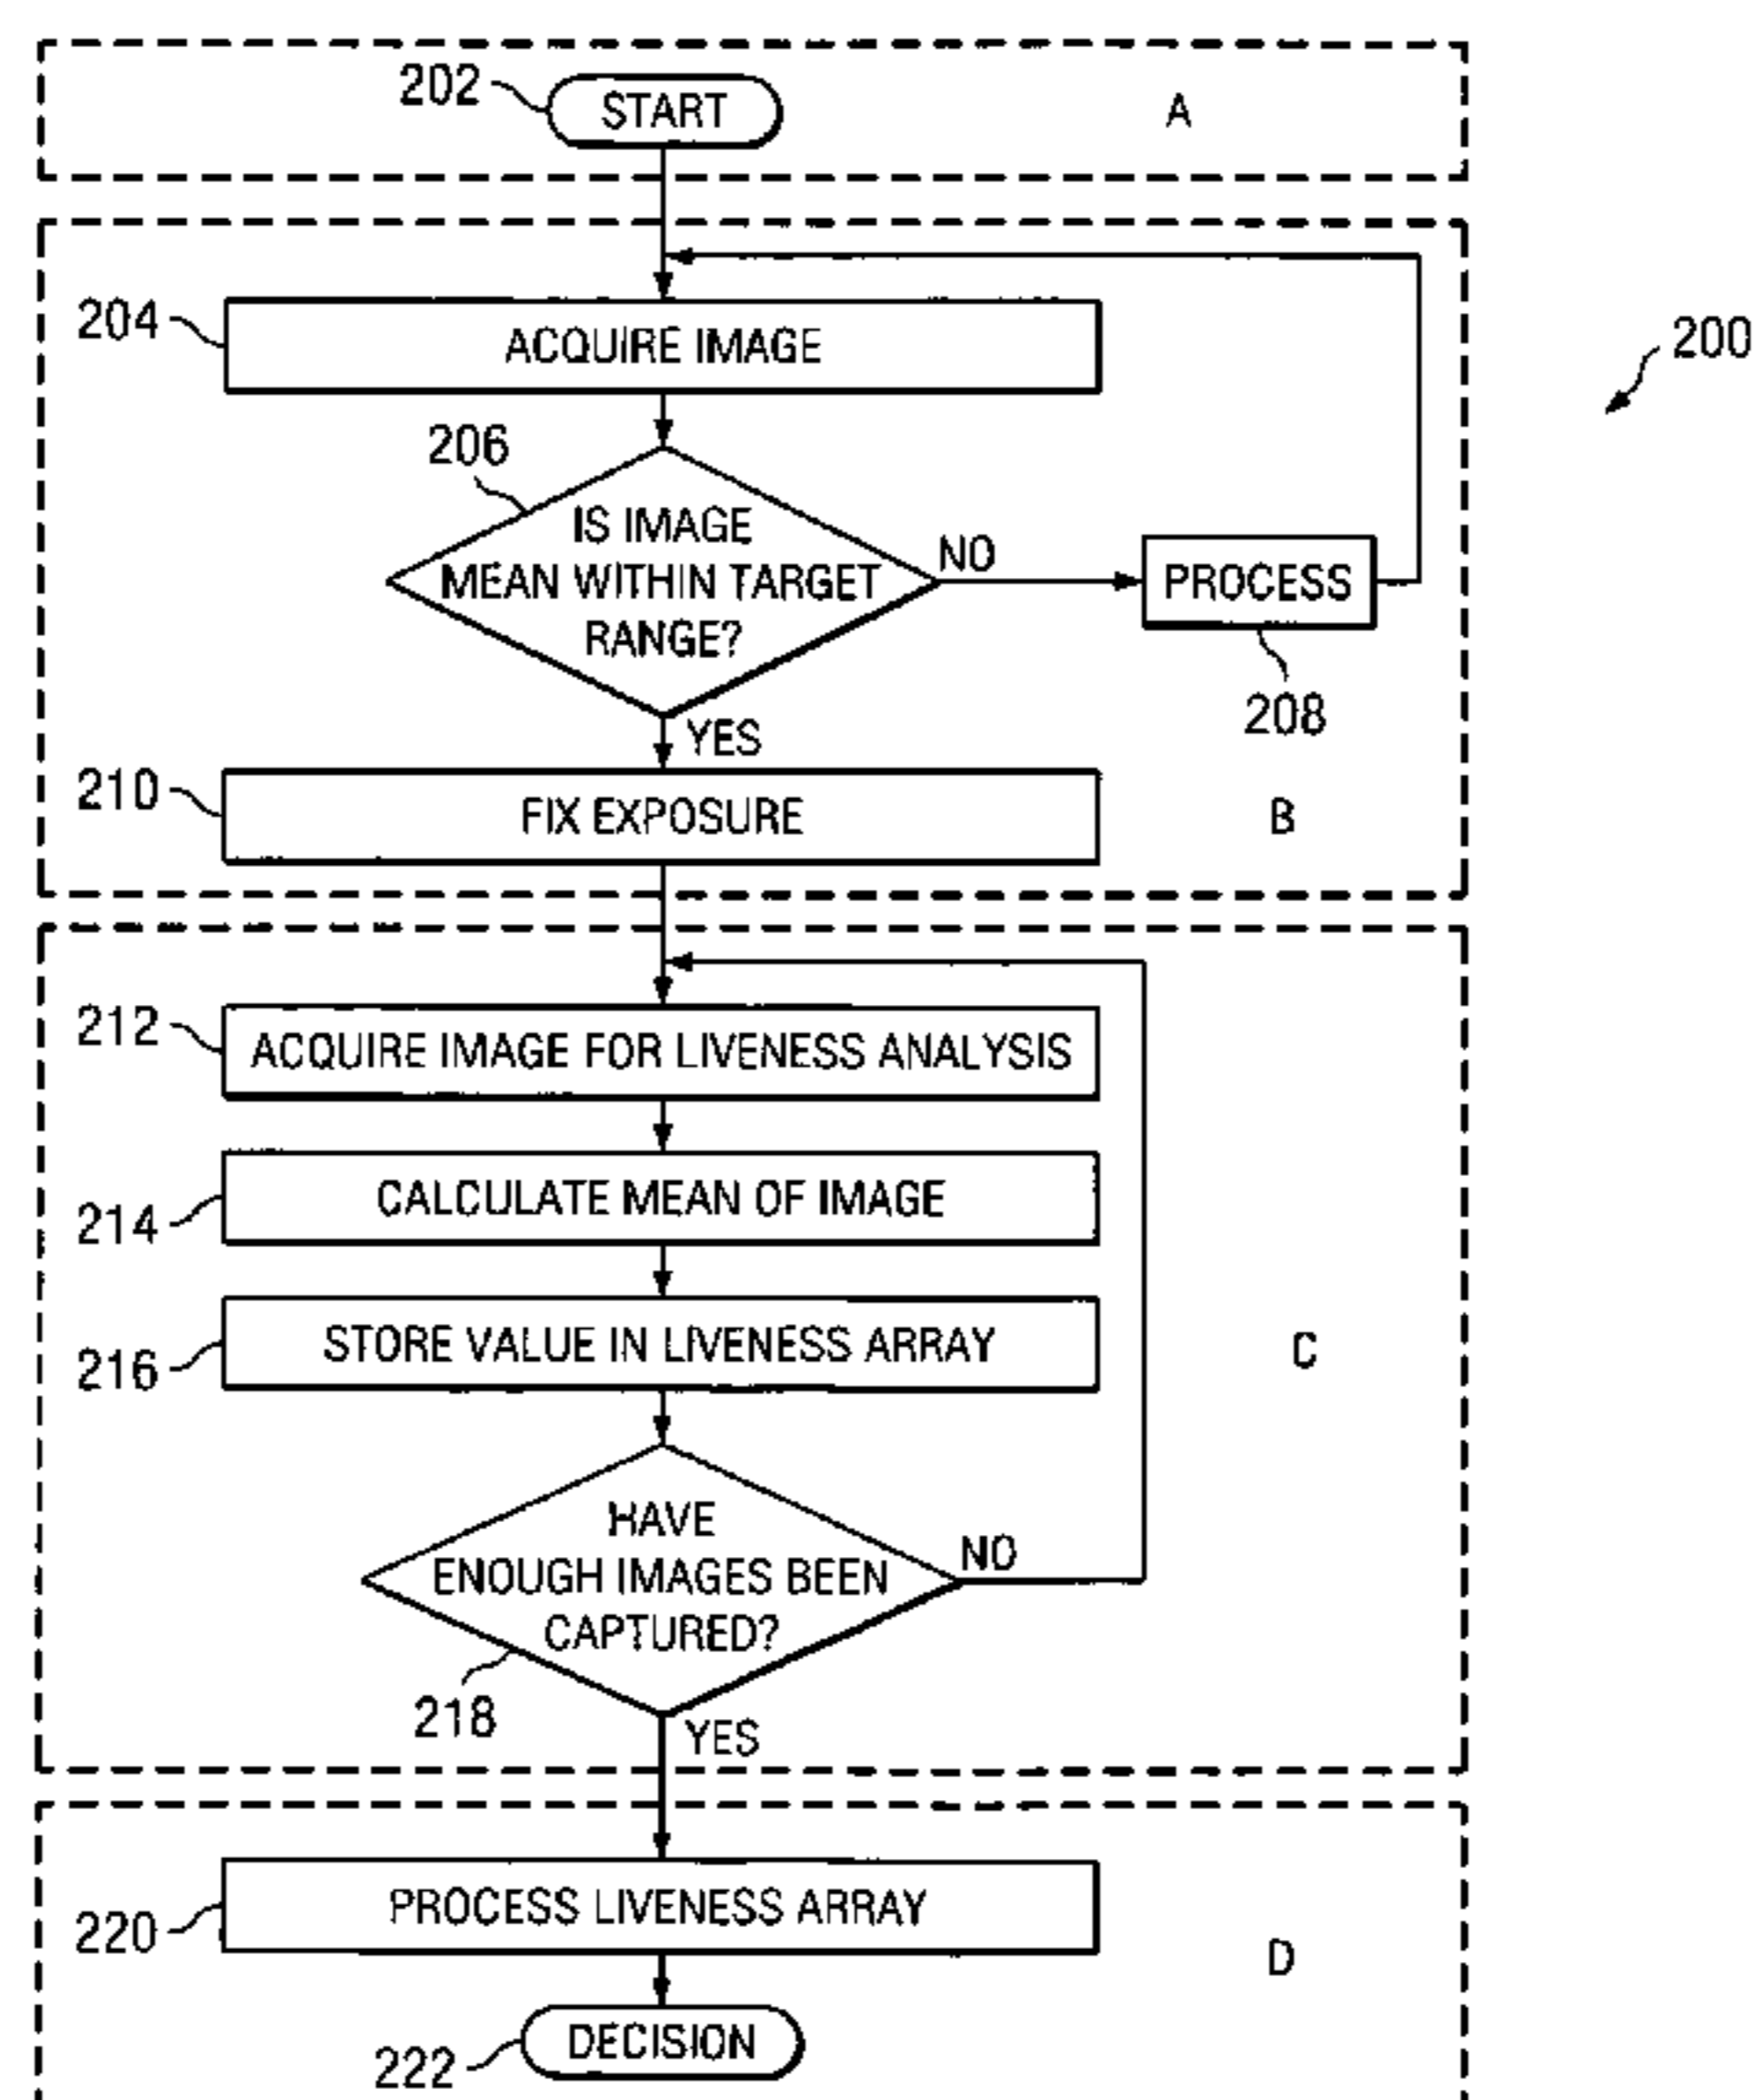 202
START
A
204
ACQUIRE IMAGE
200
206
IS IMAGE
MEAN WITHIN TARGET
RANGE?
NO
PROCESS
208
YES
210
FIX EXPOSURE
B
212
ACQUIRE IMAGE FOR LIVENESS ANALYSIS
214
CALCULATE MEAN OF IMAGE
216
STORE VALUE IN LIVENESS ARRAY
C
HAVE
ENOUGH IMAGES BEEN
CAPTURED?
NO
218
YES
220
PROCESS LIVENESS ARRAY
D
222
DECISION